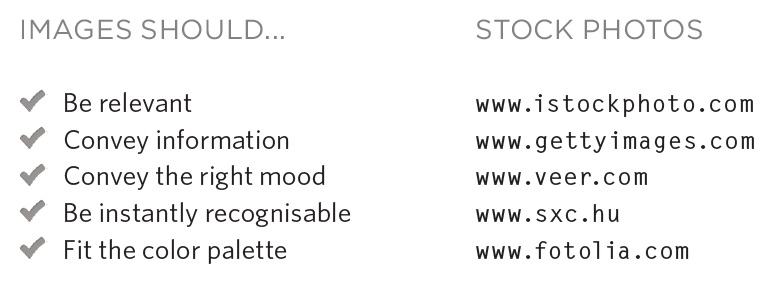 IMAGES SHOULD...
Be relevant
Convey information
Convey the right mood
Be instantly recognisable
Fit the color palette
STOCK PHOTOS
www.istockphoto.com
www.gettyimages.com
www.veer.com
www.sxc.hu
www.fotolia.com